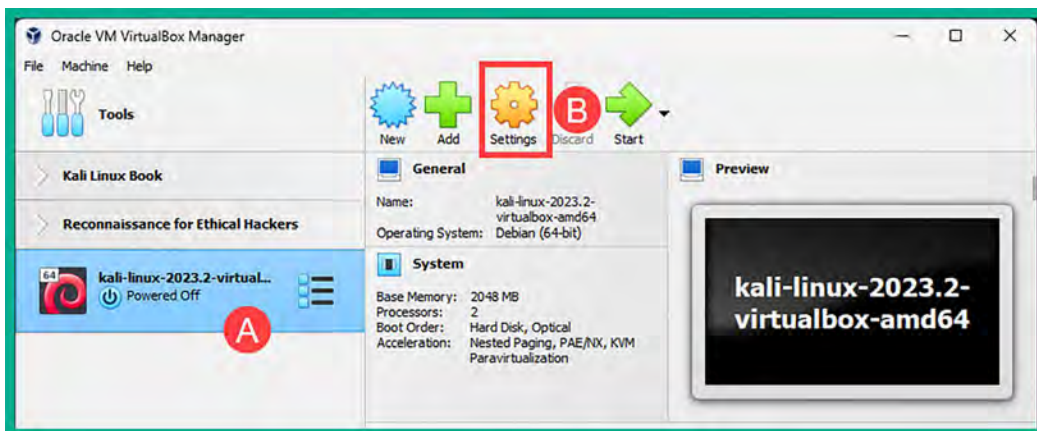 Oracle VM VirtualBox Manager
File Machine Help
Tools
New Add Settings Discard Start
B
Kali Linux Book
Reconnaissance for Ethical Hackers
64
kali-linux-2023.2-virtual...
Powered Off
A
General
Name: kali-linux-2023.2-
virtualbox-amd64
Operating System: Debian (64-bit)
System
Base Memory: 2048 MB
Processors: 2
Boot Order: Hard Disk, Optical
Acceleration: Nested Paging, PAE/NX, KVM
Paravirtualization
Preview
kali-linux-2023.2-
virtualbox-amd64